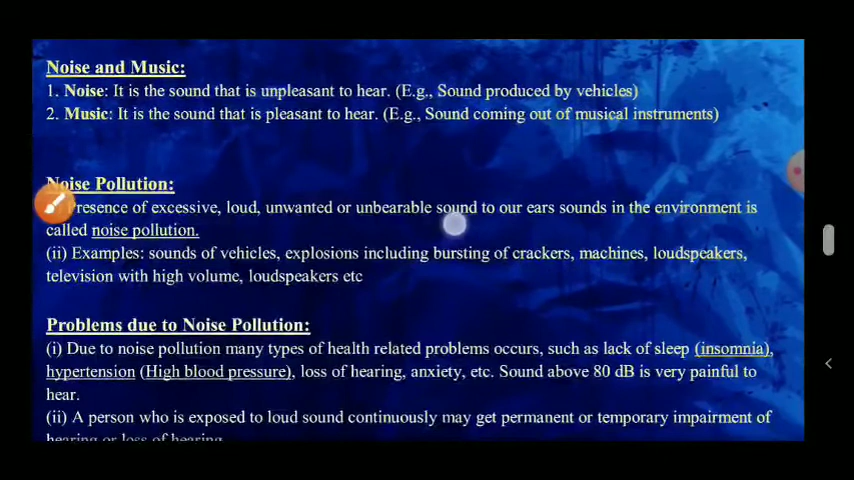 Noise and Music:
1. Noise: It is the sound that is unpleasant to hear. (E.g., Sound produced by vehicles)
2. Music: It is the sound that is pleasant to hear. (E.g., Sound coming out of musical instruments)
Noise Pollution:
Presence of excessive, loud, unwanted or unbearable sound to our ears sounds in the environment is
called noise pollution.
(ii) Examples: sounds of vehicles, explosions including bursting of crackers, machines, loudspeakers,
television with high volume, loudspeakers etc
Problems due to Noise Pollution:
(i) Due to noise pollution many types of health related problems occurs, such as lack of sleep (insomnia),
hypertension (High blood pressure), loss of hearing, anxiety, etc. Sound above 80 dB is very painful to
hear.
(ii) A person who is exposed to loud sound continuously may get permanent or temporary impairment of
hearing or loss of hearing